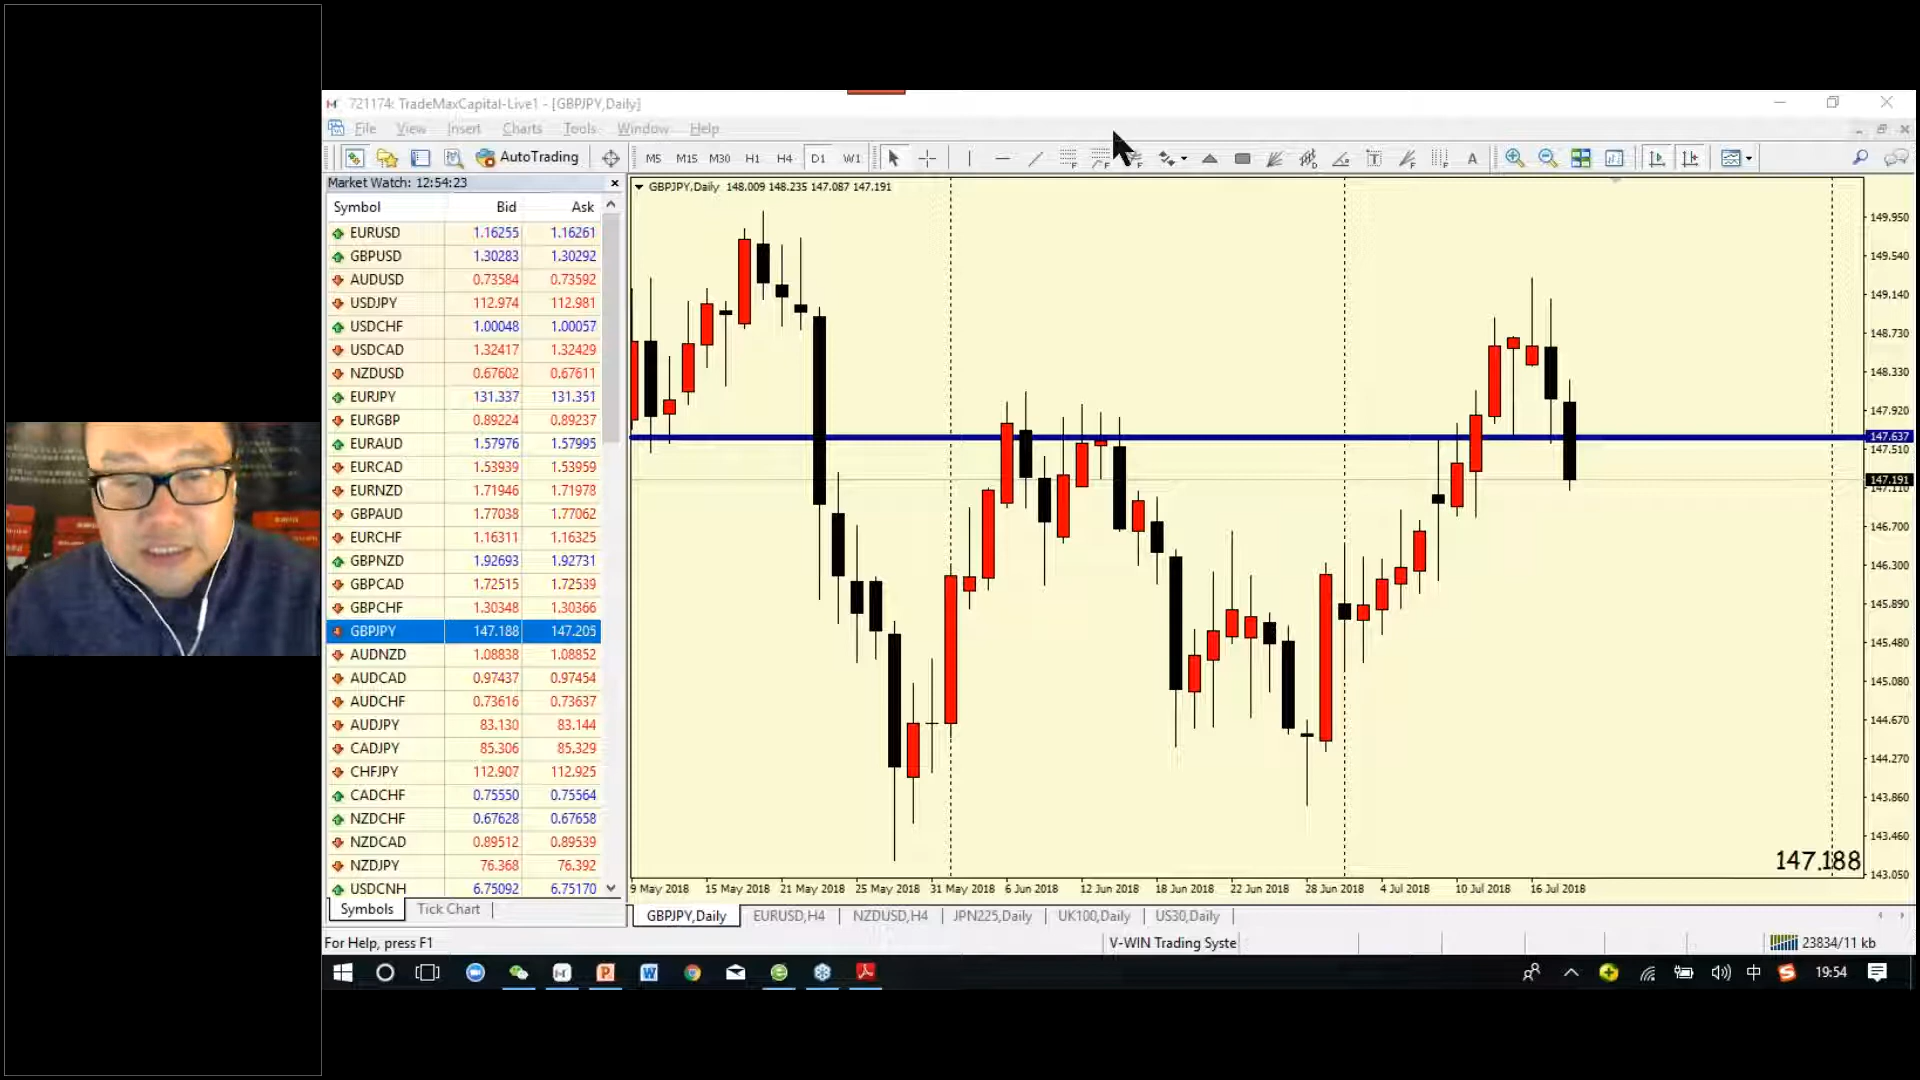 721174: TradeMaxCapital-Live1 - [GBPJPY,Daily]
File View Insert Charts Tools Window Help
AutoTrading M5 M15 M30 H1 H4 D1 W1
Market Watch: 12:54:23
Symbol Bid Ask
EURUSD 1.16255 1.16261
GBPUSD 1.30283 1.30292
AUDUSD 0.73584 0.73592
USDJPY 112.974 112.981
USDCHF 1.00048 1.00057
USDCAD 1.32417 1.32429
NZDUSD 0.67602 0.67611
EURJPY 131.337 131.351
EURGBP 0.89224 0.89237
EURAUD 1.57976 1.57995
EURCAD 1.53939 1.53959
EURNZD 1.71946 1.71978
GBPAUD 1.77038 1.77062
EURCHF 1.16311 1.16325
GBPNZD 1.92693 1.92731
GBPCAD 1.72515 1.72539
GBPCHF 1.30348 1.30366
GBPJPY 147.188 147.205
AUDNZD 1.08838 1.08852
AUDCAD 0.97437 0.97454
AUDCHF 0.73616 0.73637
AUDJPY 83.130 83.144
CADJPY 85.306 85.329
CHFJPY 112.907 112.925
CADCHF 0.75550 0.75564
NZDCHF 0.67628 0.67658
NZDCAD 0.89512 0.89539
NZDJPY 76.368 76.392
USDCNH 6.75092 6.75170
Symbols Tick Chart
GBPJPY,Daily 148.009 148.235 147.087 147.191
149.950
149.540
149.140
148.730
148.330
147.920
147.637
147.510
147.191
147.110
146.700
146.300
145.890
145.480
145.080
144.670
144.270
143.860
143.460
143.050
147.188
9 May 2018 15 May 2018 21 May 2018 25 May 2018 31 May 2018 6 Jun 2018 12 Jun 2018 18 Jun 2018 22 Jun 2018 28 Jun 2018 4 Jul 2018 10 Jul 2018 16 Jul 2018
GBPJPY,Daily EURUSD,H4 NZDUSD,H4 JPN225,Daily UK100,Daily US30,Daily
For Help, press F1 V-WIN Trading Syste 23834/11 kb
中 19:54